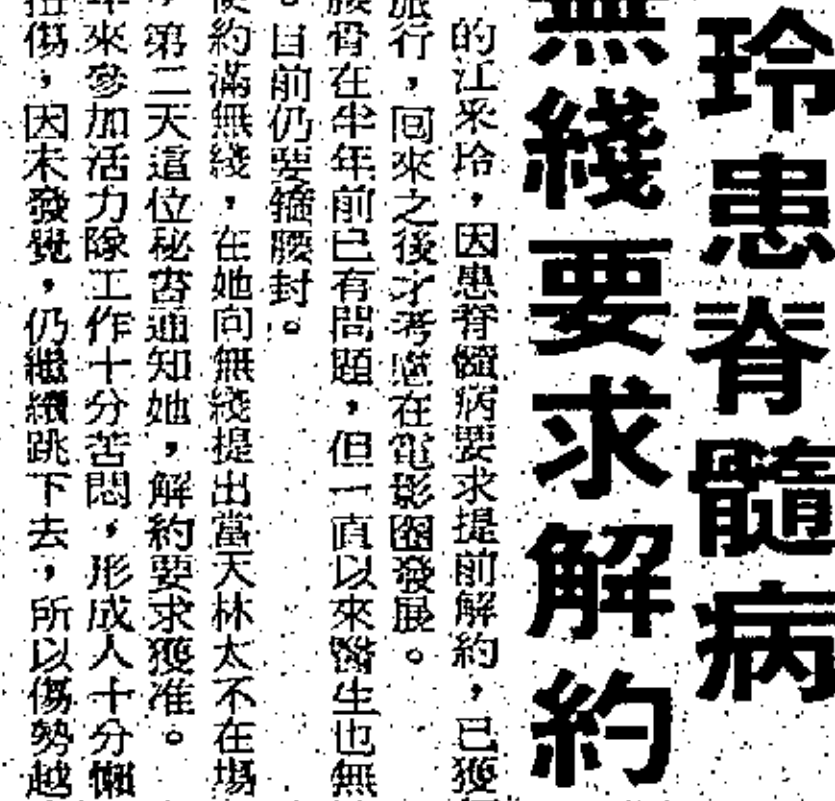 玲患脊髓病
無綫要求解約
的江采玲，因患脊髓病要求提前解約，已獲
旅行，回來之後才考慮在電影圈發展。
腰骨在半年前已有問題，但一直以來醫生也無
。目前仍要箍腰封。
便約滿無綫，在她向無綫提出當天林太不在場
，第二天這位秘書通知她，解約要求獲准。
年來參加活力隊工作十分苦悶，形成人十分懶
扭傷，因未發覺，仍繼續跳下去，所以傷勢越